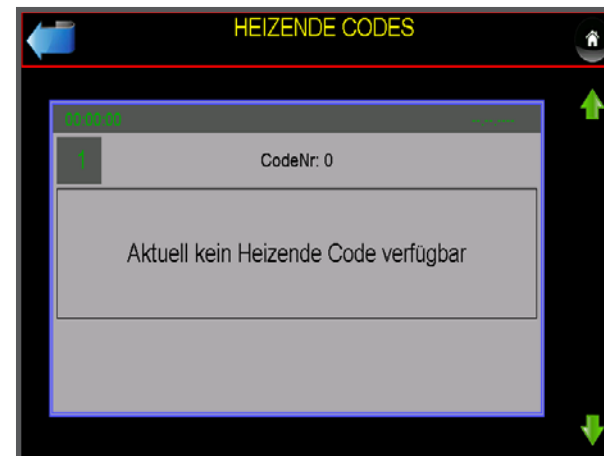 HEIZENDE CODES
00:00:00 --.--.----
1 CodeNr: 0
Aktuell kein Heizende Code verfügbar